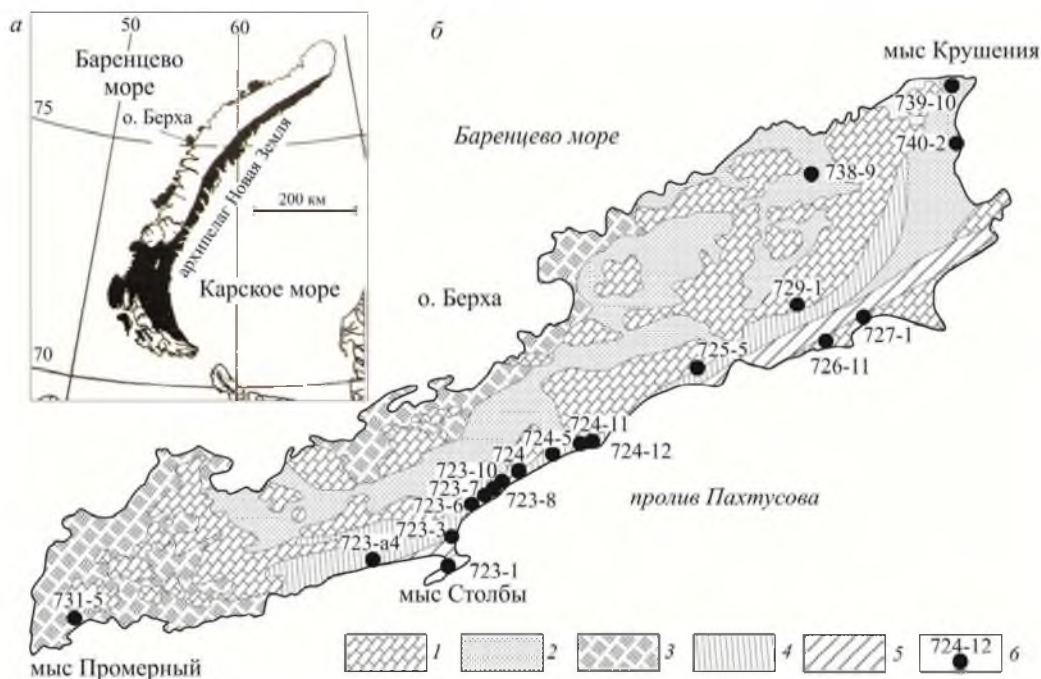 а
50
60
Баренцево
море
75
о. Берха
архипелаг Новая Земля
200 км
Карское море
70
б
мыс Крушения
739-10
Баренцево море
740-2
738-9
о. Берха
729-1
727-1
725-5
726-11
724-11
724-5
724-12
724
723-10
723-7
723-8
пролив Пахтусова
723-6
723-3
723-а4
723-1
мыс Столбы
731-5
мыс Промерный
1
2
3
4
5
724-12
6